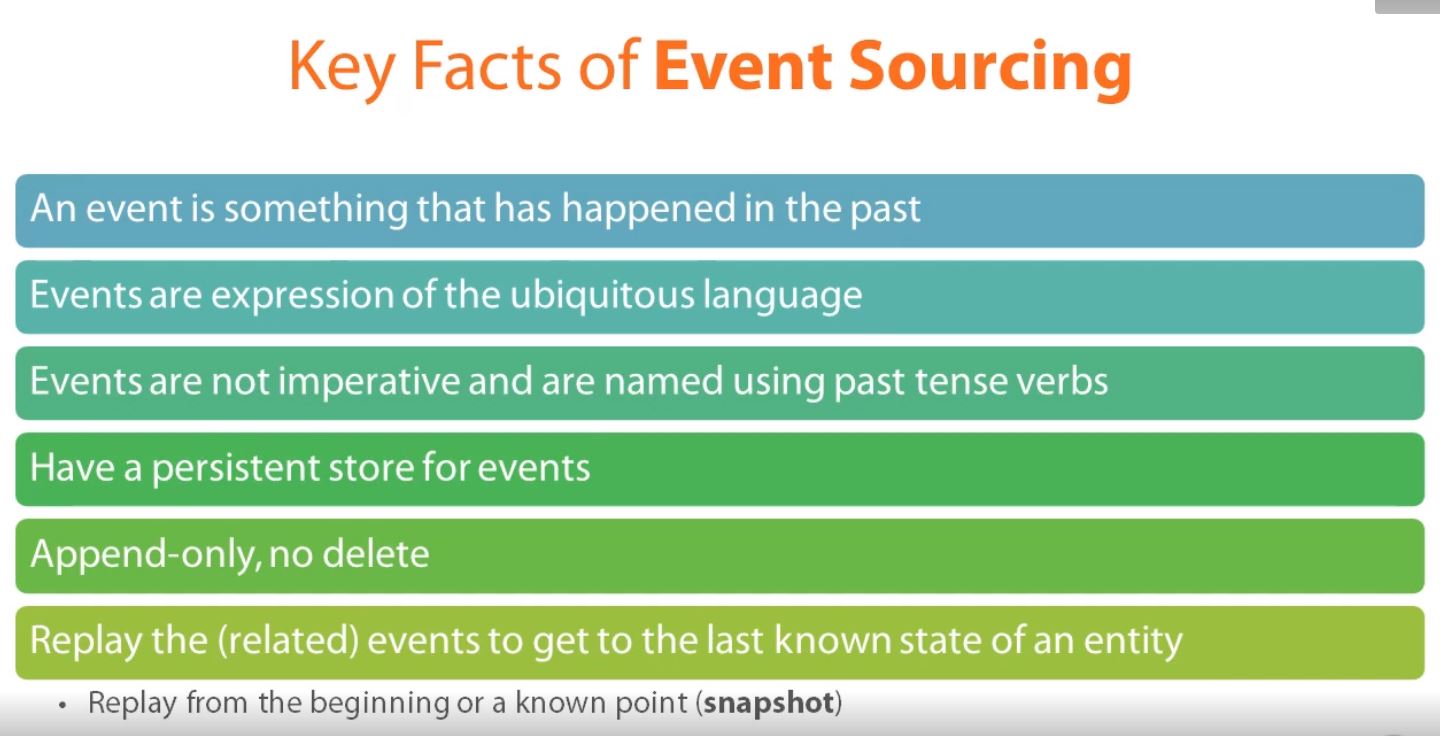 Key Facts of Event Sourcing
An event is something that has happened in the past
Events are expression of the ubiquitous language
Events are not imperative and are named using past tense verbs
Have a persistent store for events
Append-only, no delete
Replay the (related) events to get to the last known state of an entity
• Replay from the beginning or a known point (snapshot)